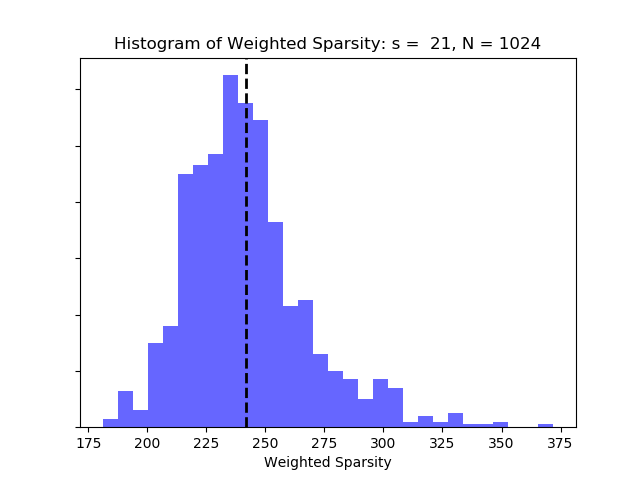 Histogram of Weighted Sparsity: s =  21, N = 1024
175 200 225 250 275 300 325 350 375
Weighted Sparsity